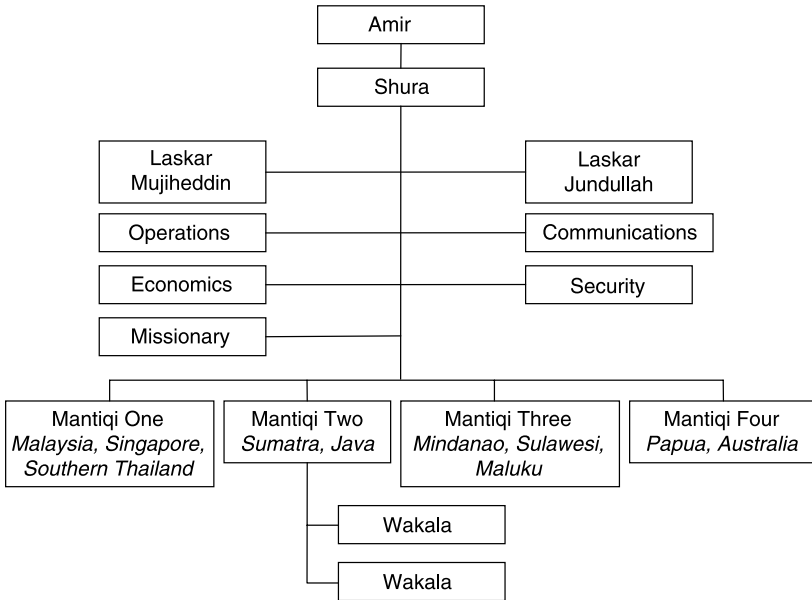 Amir
Shura
Laskar
Mujiheddin
Laskar
Jundullah
Operations
Communications
Economics
Security
Missionary
Mantiqi One
Malaysia, Singapore,
Southern Thailand
Mantiqi Two
Sumatra, Java
Mantiqi Three
Mindanao, Sulawesi,
Maluku
Mantiqi Four
Papua, Australia
Wakala
Wakala